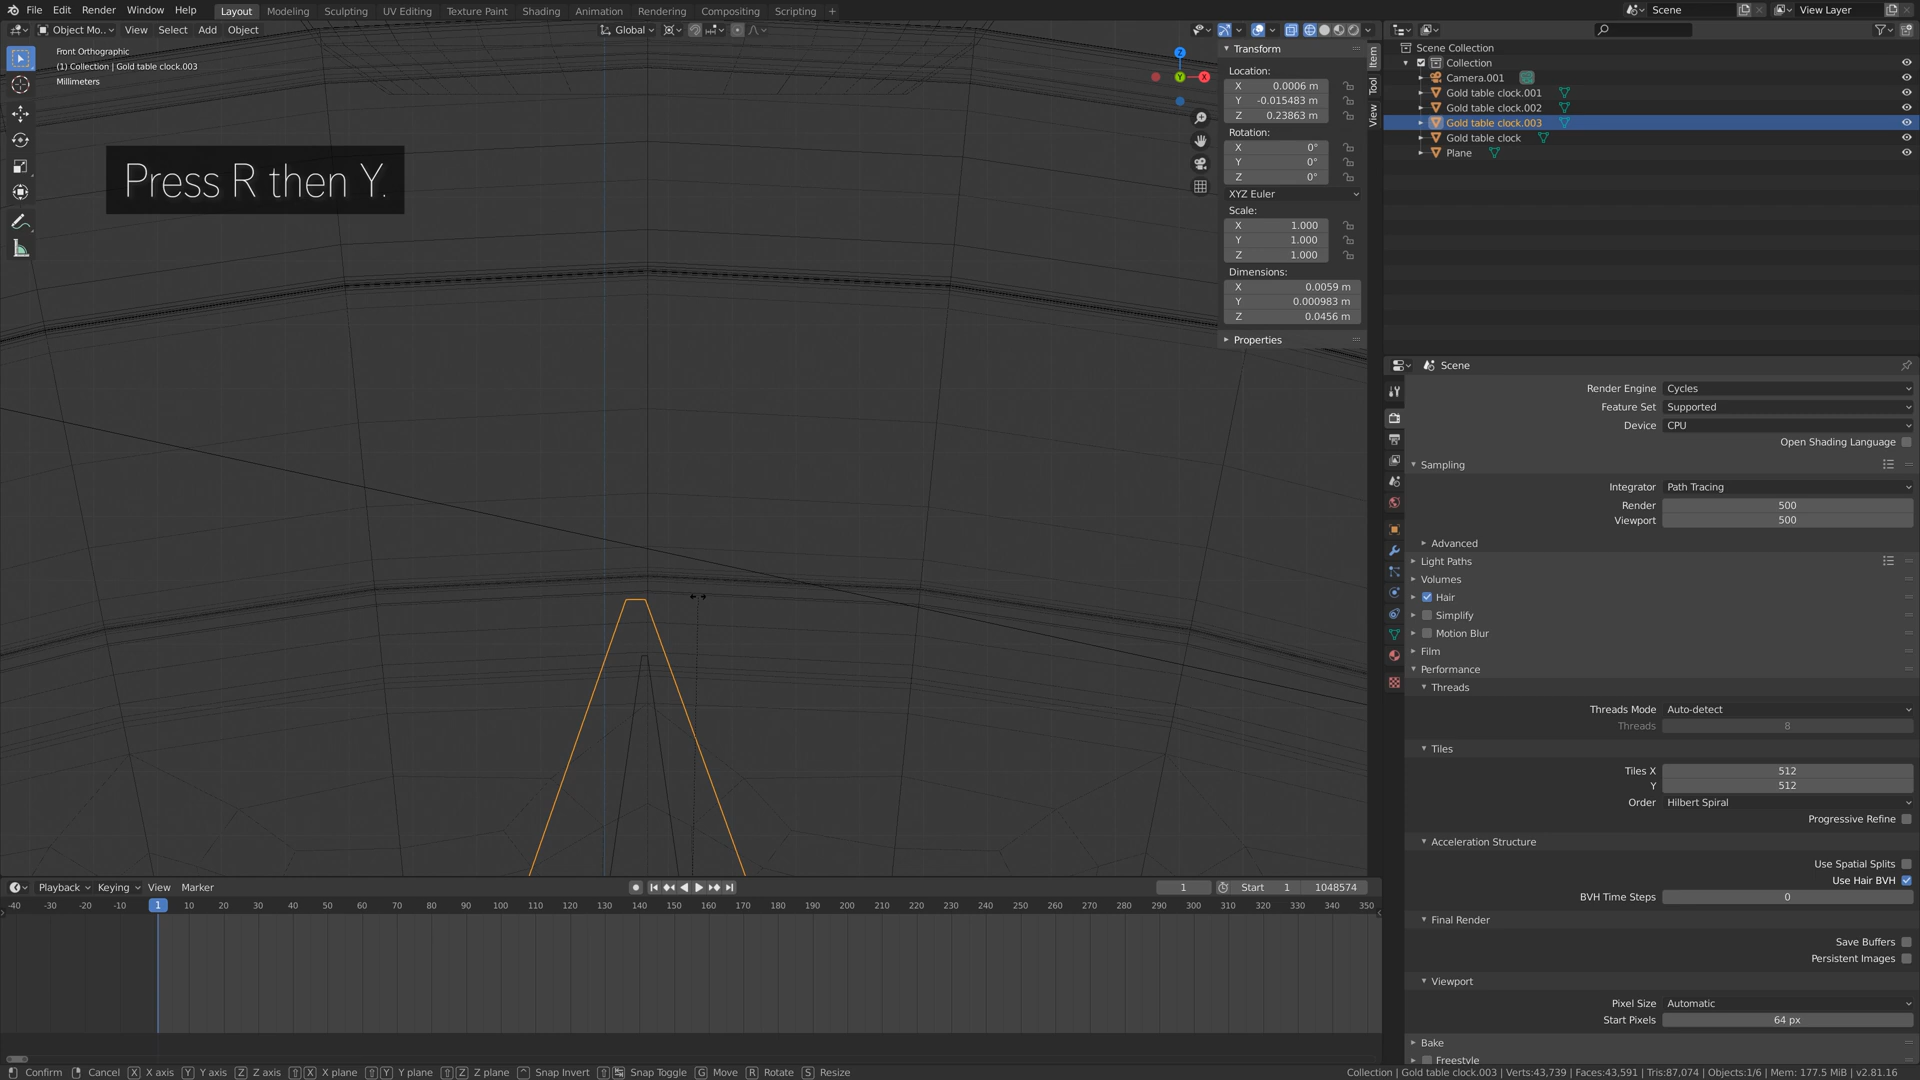 File Edit Render Window Help Layout Modeling Sculpting UV Editing Texture Paint Shading Animation Rendering Compositing Scripting + Scene View Layer
Object Mo.. View Select Add Object Global
Front Orthographic
(1) Collection | Gold table clock.003
Millimeters
Press R then Y.
Z
Y
X
Transform
Location:
X 0.0006 m
Y -0.015483 m
Z 0.23863 m
Rotation:
X 0°
Y 0°
Z 0°
XYZ Euler
Scale:
X 1.000
Y 1.000
Z 1.000
Dimensions:
X 0.0059 m
Y 0.000983 m
Z 0.0456 m
Properties
Item
Tool
View
Scene Collection
Collection
Camera.001
Gold table clock.001
Gold table clock.002
Gold table clock.003
Gold table clock
Plane
Scene
Render Engine Cycles
Feature Set Supported
Device CPU
Open Shading Language
Sampling
Integrator Path Tracing
Render 500
Viewport 500
Advanced
Light Paths
Volumes
Hair
Simplify
Motion Blur
Film
Performance
Threads
Threads Mode Auto-detect
Threads 8
Tiles
Tiles X 512
Y 512
Order Hilbert Spiral
Progressive Refine
Acceleration Structure
Use Spatial Splits
Use Hair BVH
BVH Time Steps 0
Final Render
Save Buffers
Persistent Images
Viewport
Pixel Size Automatic
Start Pixels 64 px
Bake
Freestyle
Playback Keying View Marker 1 Start 1 1048574
-40 -30 -20 -10 1 10 20 30 40 50 60 70 80 90 100 110 120 130 140 150 160 170 180 190 200 210 220 230 240 250 260 270 280 290 300 310 320 330 340 350
Confirm Cancel X X axis Y Y axis Z Z axis X X plane Y Y plane Z Z plane Snap Invert Snap Toggle G Move R Rotate S Resize Collection | Gold table clock.003 | Verts:43,739 | Faces:43,591 | Tris:87,074 | Objects:1/6 | Mem: 177.5 MiB | v2.81.16